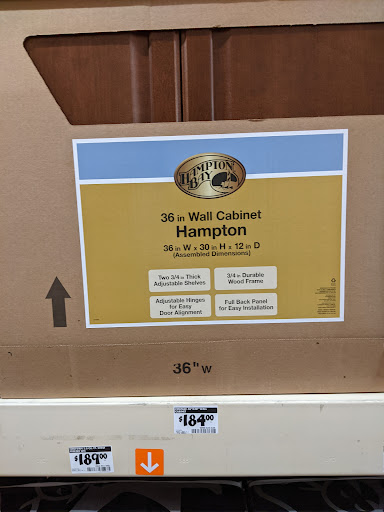 HAMPTON
BAY
36 in Wall Cabinet
Hampton
36 in W x 30 in H x 12 in D
(Assembled Dimensions)
Two 3/4 in Thick
Adjustable Shelves
3/4 in Durable
Wood Frame
Adjustable Hinges
for Easy
Door Alignment
Full Back Panel
for Easy Installation
36" W
$184.00
$189.00